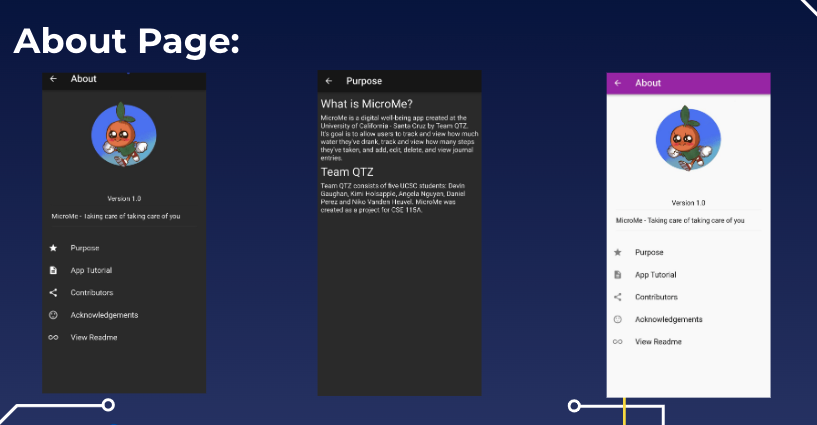 About Page:
About
Version 1.0
MicroMe - Taking care of taking care of you
Purpose
App Tutorial
Contributors
Acknowledgements
View Readme
Purpose
What is MicroMe?
MicroMe is a digital well-being app created at the
University of California - Santa Cruz by Team QTZ.
It's goal is to allow users to track and view how much
water they've drank, track and view how many steps
they've taken, and add, edit, delete, and view journal
entries.
Team QTZ
Team QTZ consists of five UCSC students: Devin
Gaughan, Kimi Holsapple, Angela Nguyen, Daniel
Perez and Niko Vanden Heuvel. MicroMe was
created as a project for CSE 115A.
About
Version 1.0
MicroMe - Taking care of taking care of you
Purpose
App Tutorial
Contributors
Acknowledgements
View Readme